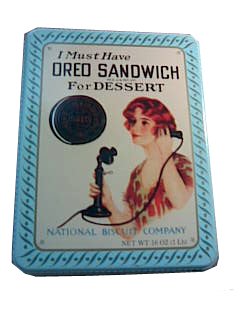 I Must Have
OREO SANDWICH
For DESSERT
NATIONAL BISCUIT COMPANY
NET WT 16 OZ (1 Lb)